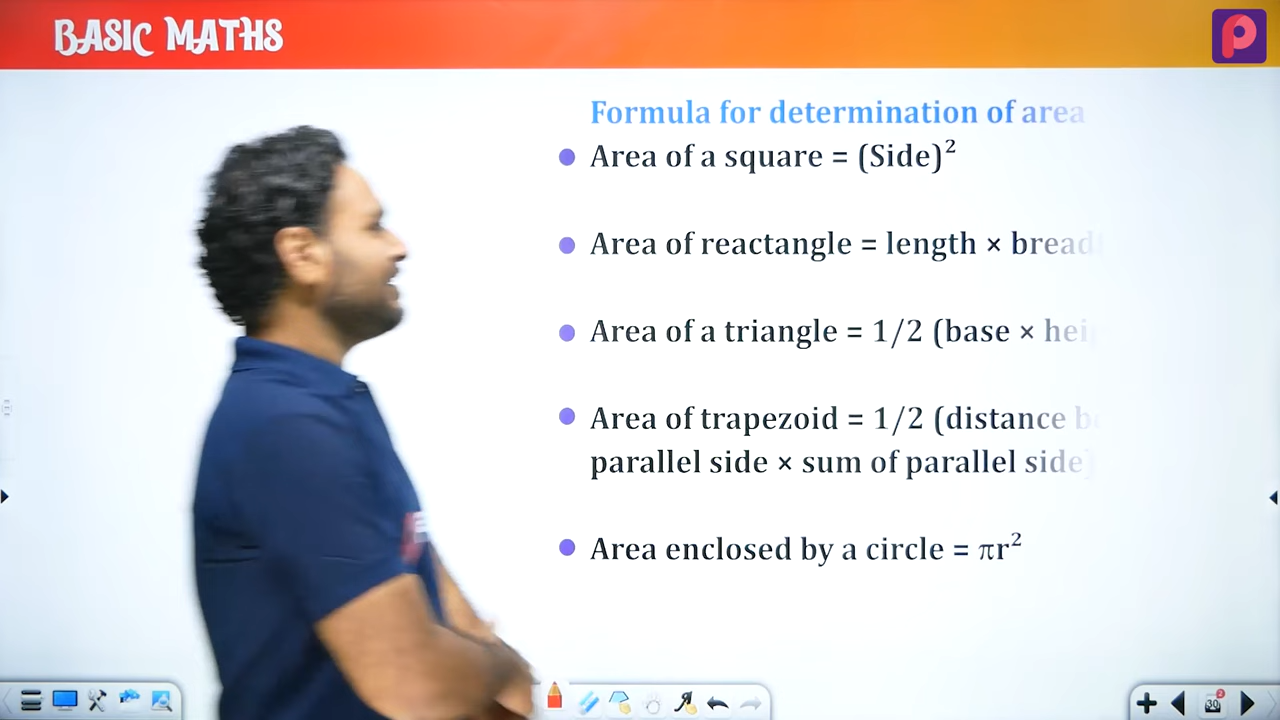 BASIC MATHS
Formula for determination of area
Area of a square = (Side)²
Area of reactangle = length ×
Area of a triangle = 1/2 (base ×
Area of trapezoid = 1/2 (distance
parallel side × sum of parallel side)
Area enclosed by a circle = πr²
30
2